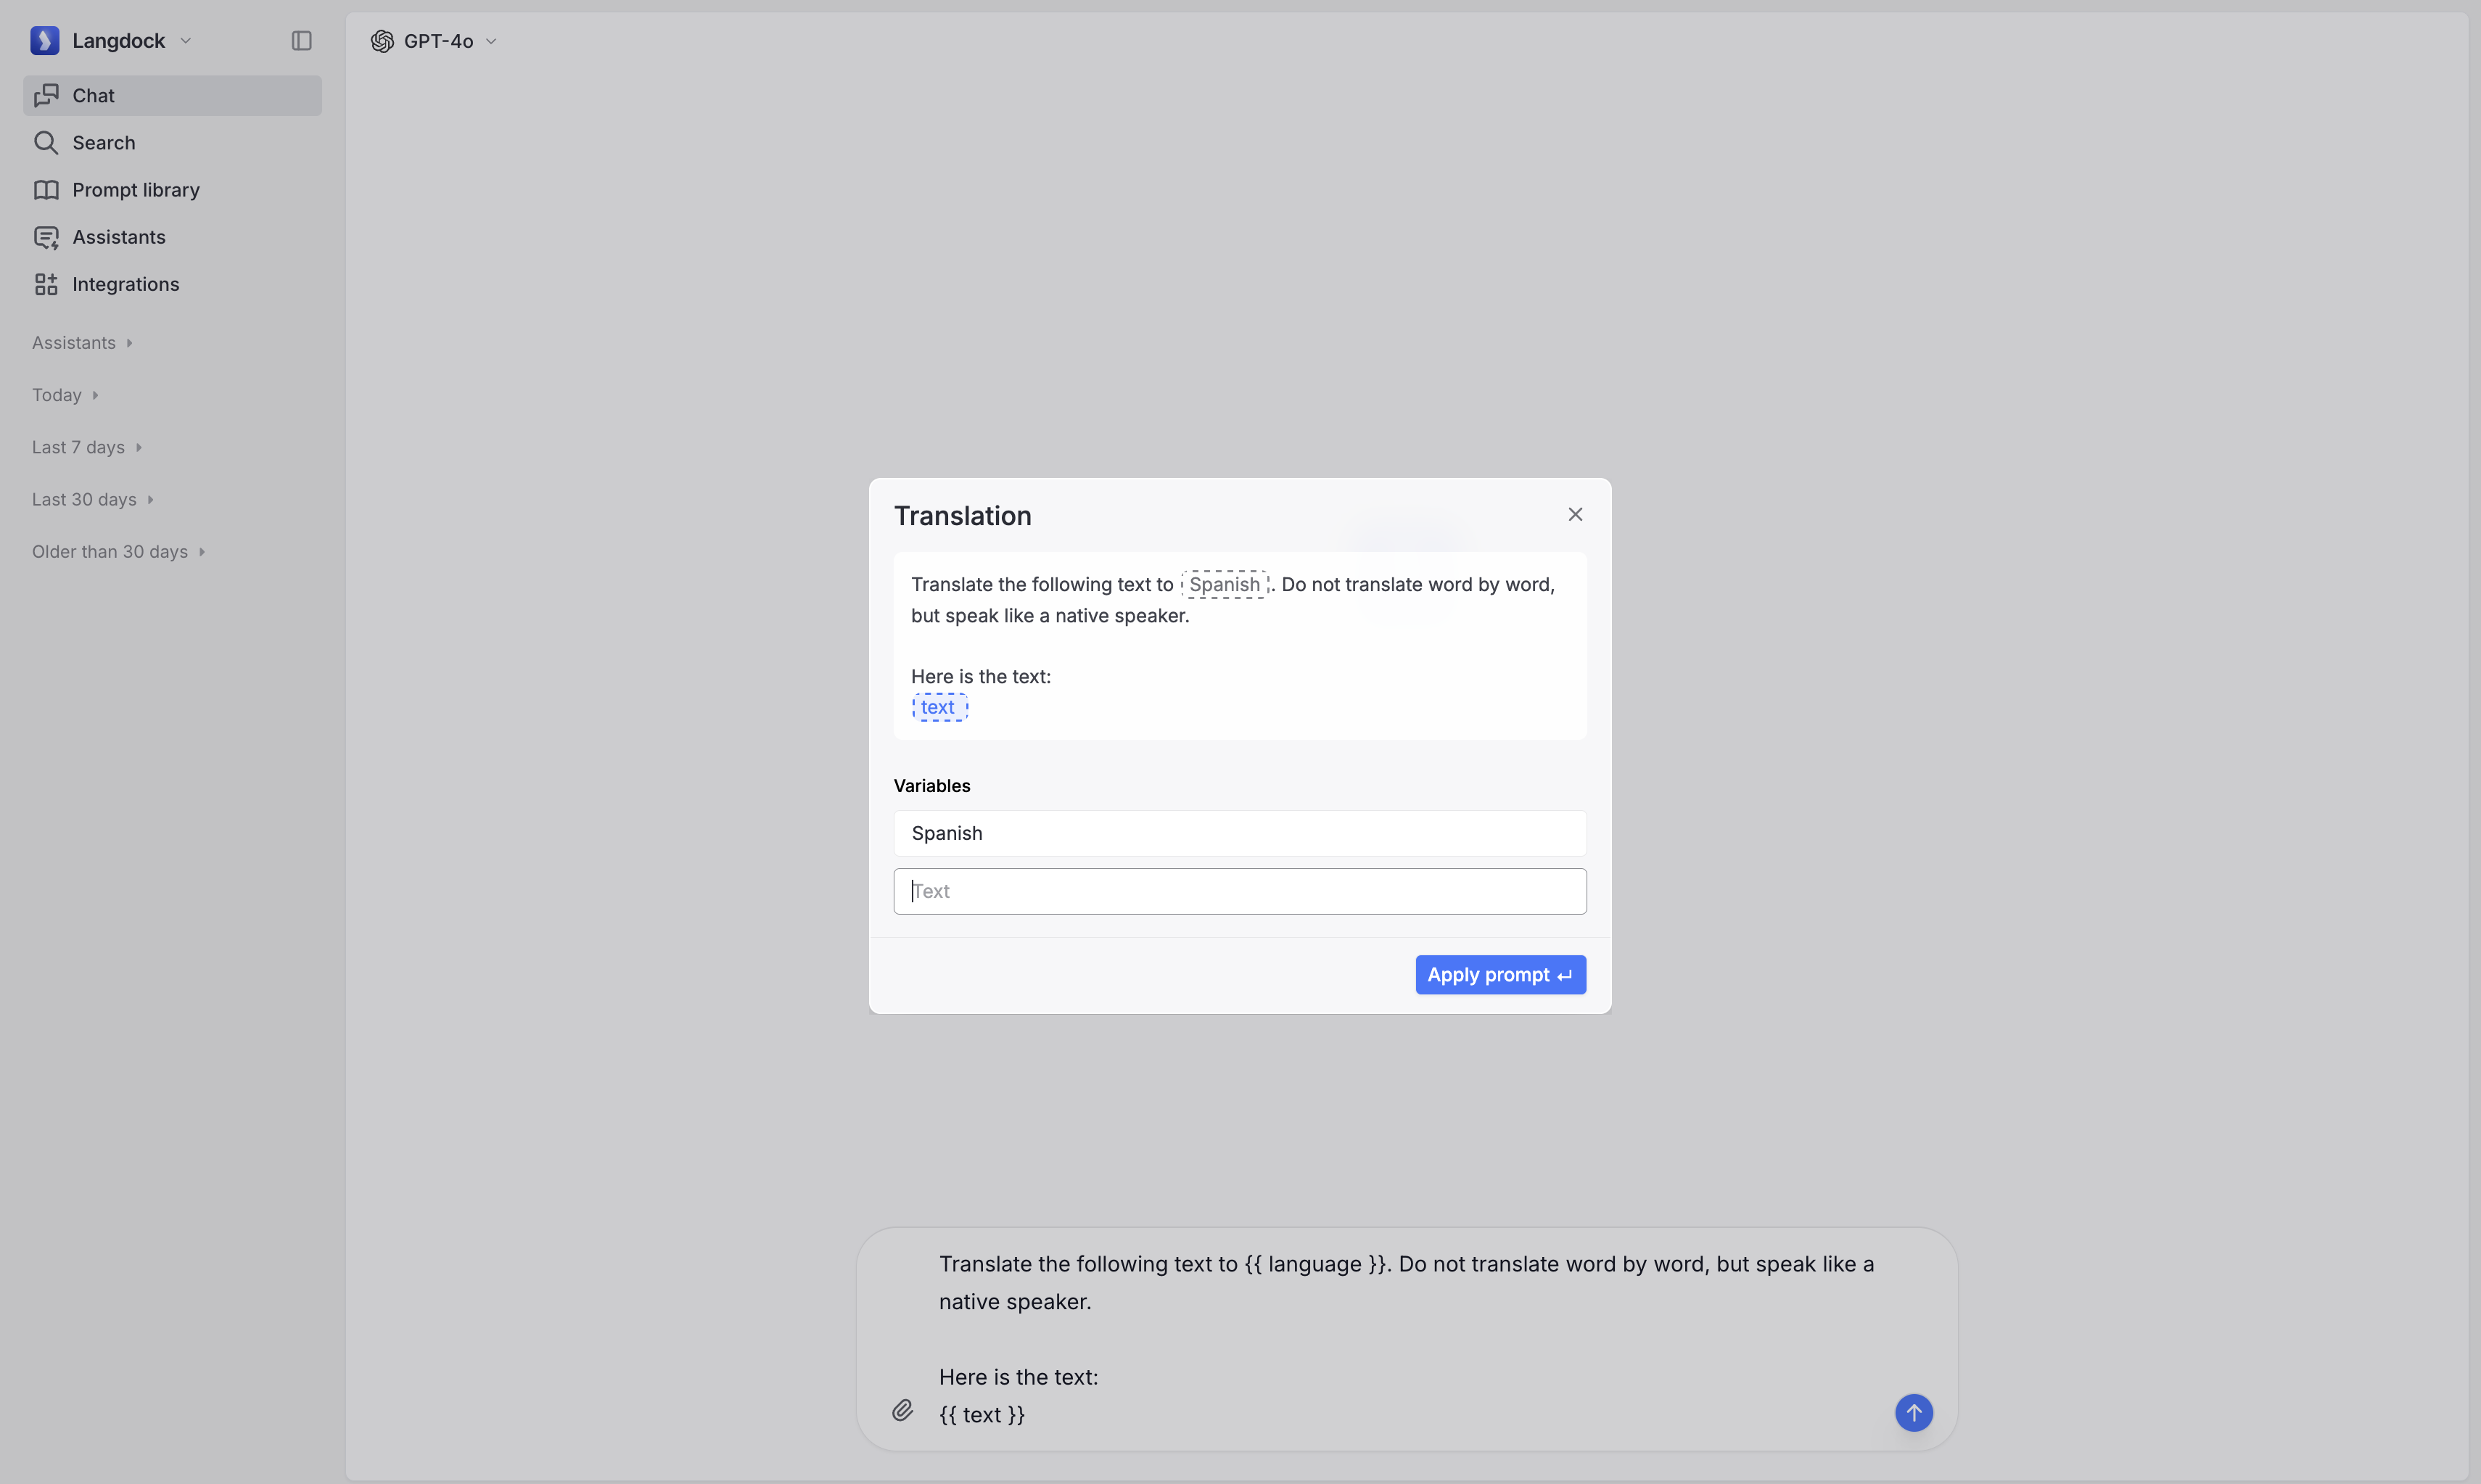 Langdock
Chat
Search
Prompt library
Assistants
Integrations
Assistants
Today
Last 7 days
Last 30 days
Older than 30 days
GPT-4o
Translation
Translate the following text to Spanish. Do not translate word by word,
but speak like a native speaker.
Here is the text:
text
Variables
Spanish
Text
Apply prompt
Translate the following text to {{ language }}. Do not translate word by word, but speak like a
native speaker.
Here is the text:
{{ text }}